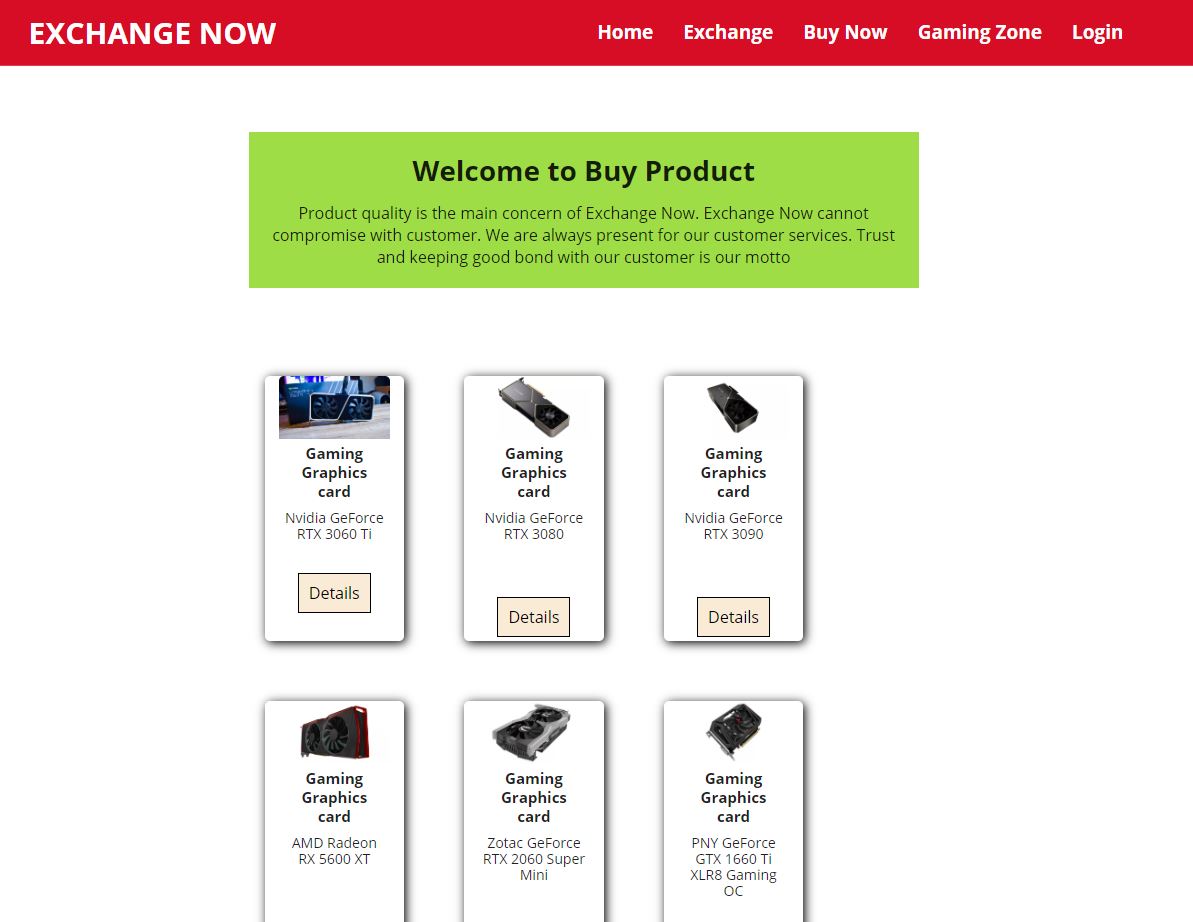 EXCHANGE NOW
Home Exchange Buy Now Gaming Zone Login
Welcome to Buy Product
Product quality is the main concern of Exchange Now. Exchange Now cannot
compromise with customer. We are always present for our customer services. Trust
and keeping good bond with our customer is our motto
Gaming
Graphics
card
Nvidia GeForce
RTX 3060 Ti
Details
Gaming
Graphics
card
Nvidia GeForce
RTX 3080
Details
Gaming
Graphics
card
Nvidia GeForce
RTX 3090
Details
Gaming
Graphics
card
AMD Radeon
RX 5600 XT
Gaming
Graphics
card
Zotac GeForce
RTX 2060 Super
Mini
Gaming
Graphics
card
PNY GeForce
GTX 1660 Ti
XLR8 Gaming
OC